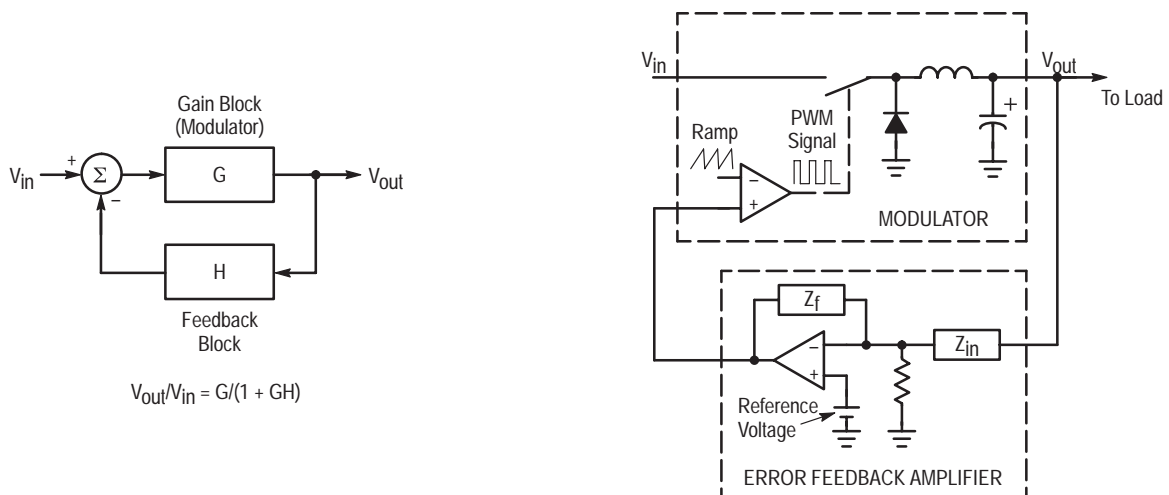 Gain Block
(Modulator)
Vin
+
Σ
−
G
Vout
H
Feedback
Block
Vout/Vin = G/(1 + GH)
Vin
Vout
To Load
+
Ramp
PWM
Signal
−
+
MODULATOR
Zf
−
+
Zin
Reference
Voltage
ERROR FEEDBACK AMPLIFIER